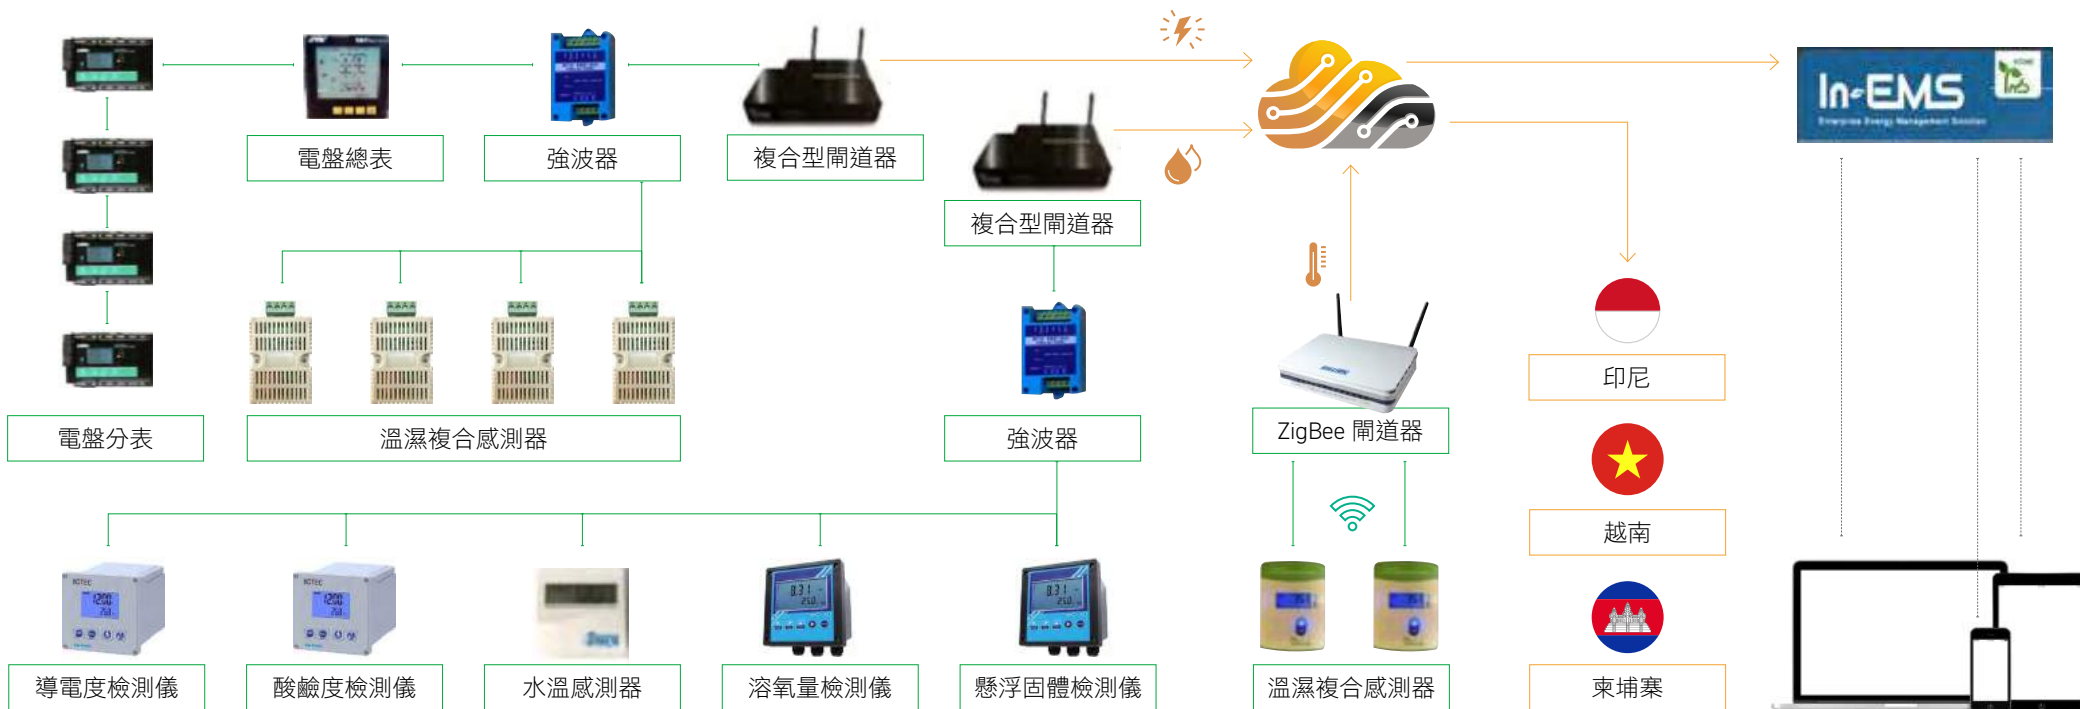 In-EMS
Enterprise Energy Management Solution
電盤總表
強波器
複合型閘道器
複合型閘道器
印尼
電盤分表
溫濕複合感測器
強波器
ZigBee 閘道器
越南
導電度檢測儀
酸鹼度檢測儀
水溫感測器
溶氧量檢測儀
懸浮固體檢測儀
溫濕複合感測器
柬埔寨